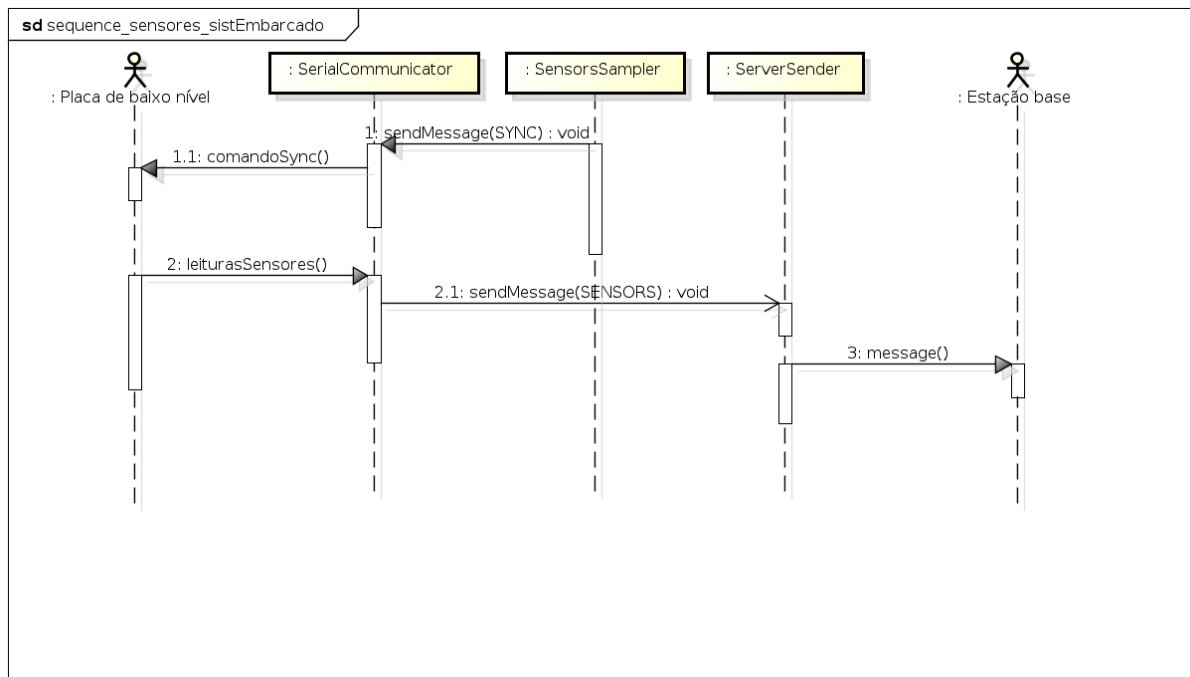 sd sequence_sensores_sistEmbarcado
: Placa de baixo nível
: SerialCommunicator
: SensorsSampler
: ServerSender
: Estação base
1: sendMessage(SYNC) : void
1.1: comandoSync()
2: leiturasSensores()
2.1: sendMessage(SENSORS) : void
3: message()